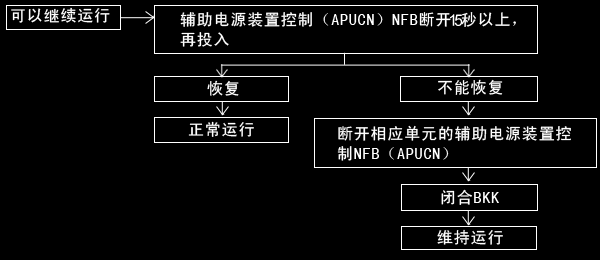 可以继续运行
辅助电源装置控制（APUCN）NFB断开15秒以上，
再投入
恢复
不能恢复
正常运行
断开相应单元的辅助电源装置控
制NFB（APUCN）
闭合BKK
维持运行